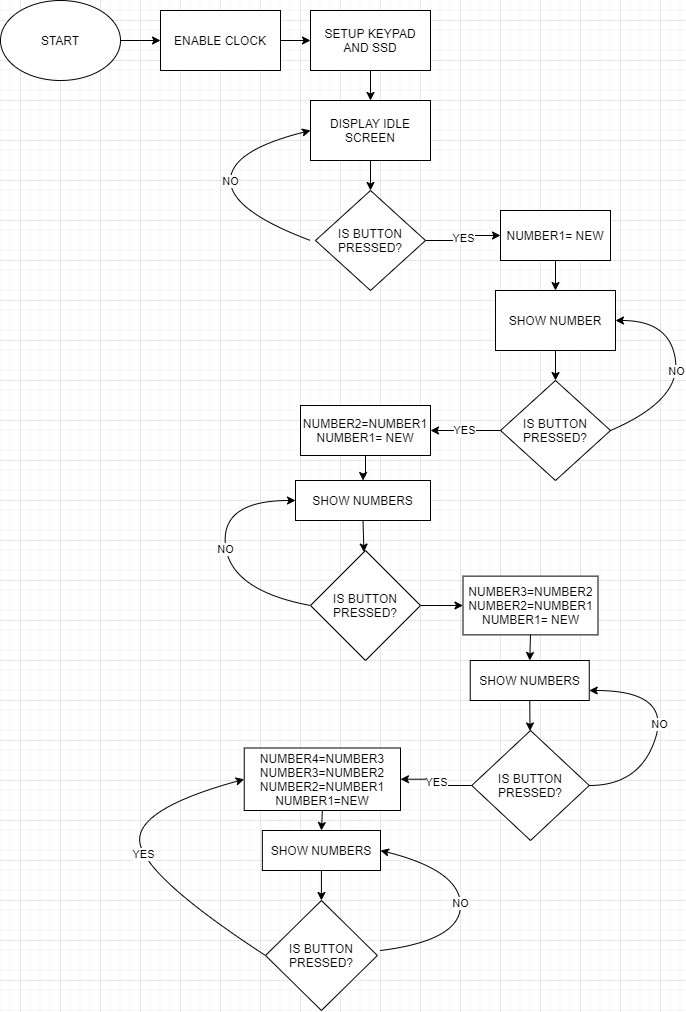 START
ENABLE CLOCK
SETUP KEYPAD
AND SSD
DISPLAY IDLE
SCREEN
NO
IS BUTTON
PRESSED?
YES
NUMBER1= NEW
SHOW NUMBER
NO
IS BUTTON
PRESSED?
YES
NUMBER2=NUMBER1
NUMBER1= NEW
SHOW NUMBERS
NO
IS BUTTON
PRESSED?
NUMBER3=NUMBER2
NUMBER2=NUMBER1
NUMBER1= NEW
SHOW NUMBERS
NO
IS BUTTON
PRESSED?
YES
NUMBER4=NUMBER3
NUMBER3=NUMBER2
NUMBER2=NUMBER1
NUMBER1=NEW
SHOW NUMBERS
YES
NO
IS BUTTON
PRESSED?